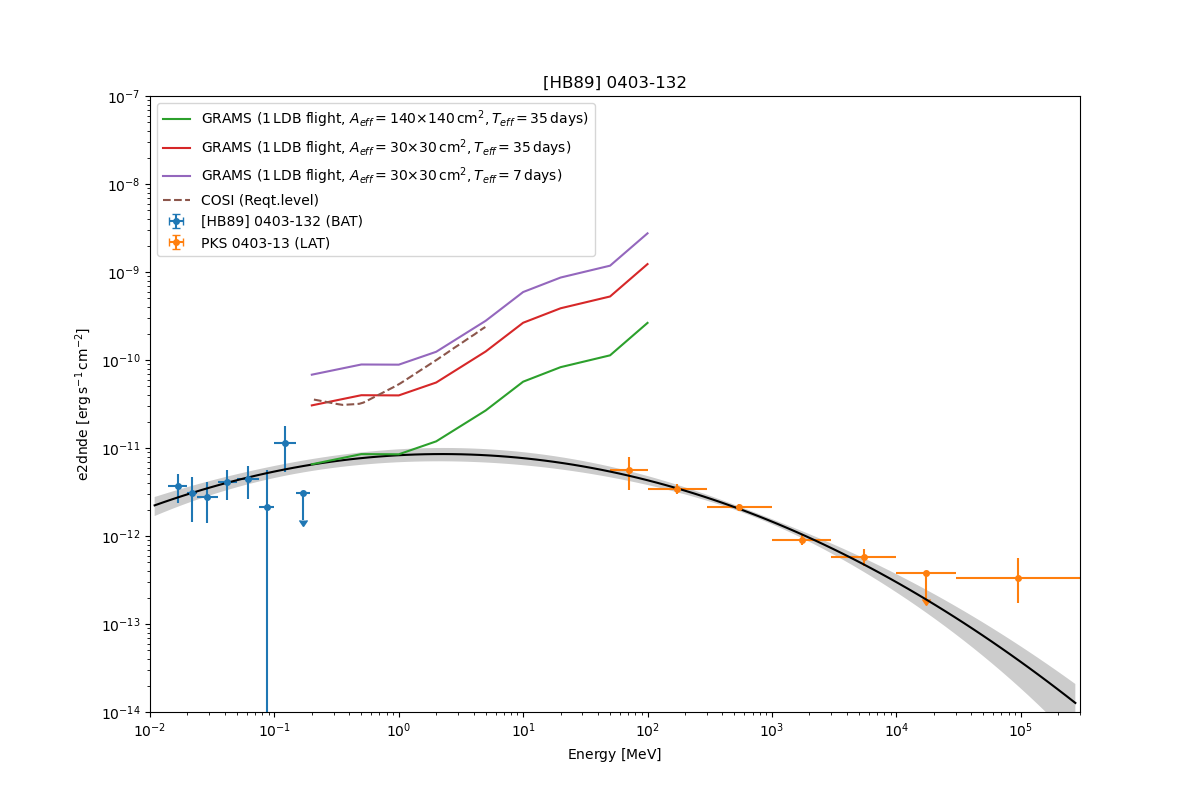 [HB89] 0403-132
GRAMS (1 LDB flight, A_eff = 140×140 cm², T_eff = 35 days)
GRAMS (1 LDB flight, A_eff = 30×30 cm², T_eff = 35 days)
GRAMS (1 LDB flight, A_eff = 30×30 cm², T_eff = 7 days)
COSI (Reqt.level)
[HB89] 0403-132 (BAT)
PKS 0403-13 (LAT)
e2dnde [erg s⁻¹ cm⁻²]
10⁻⁷
10⁻⁸
10⁻⁹
10⁻¹⁰
10⁻¹¹
10⁻¹²
10⁻¹³
10⁻¹⁴
10⁻² 10⁻¹ 10⁰ 10¹ 10² 10³ 10⁴ 10⁵
Energy [MeV]